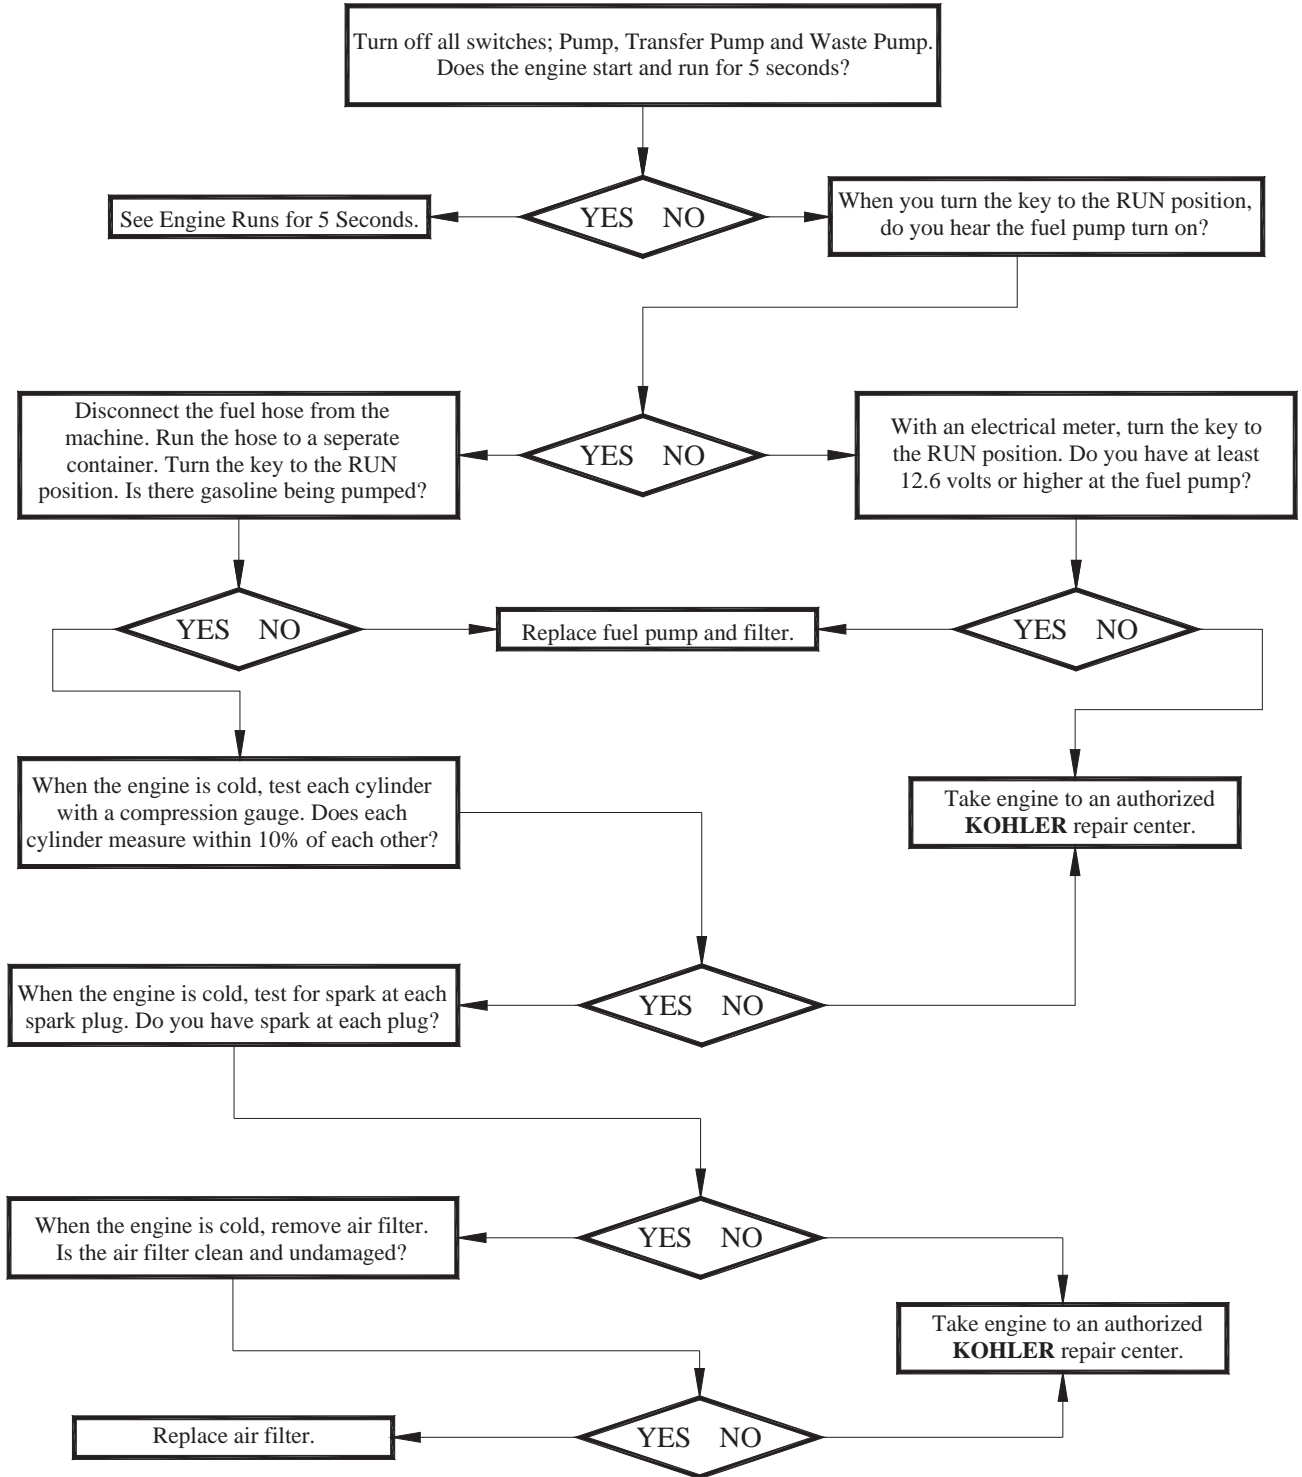 Turn off all switches; Pump, Transfer Pump and Waste Pump.
Does the engine start and run for 5 seconds?
See Engine Runs for 5 Seconds.
YES NO
When you turn the key to the RUN position,
do you hear the fuel pump turn on?
Disconnect the fuel hose from the
machine. Run the hose to a seperate
container. Turn the key to the RUN
position. Is there gasoline being pumped?
YES NO
With an electrical meter, turn the key to
the RUN position. Do you have at least
12.6 volts or higher at the fuel pump?
YES NO
Replace fuel pump and filter.
YES NO
When the engine is cold, test each cylinder
with a compression gauge. Does each
cylinder measure within 10% of each other?
Take engine to an authorized
KOHLER repair center.
When the engine is cold, test for spark at each
spark plug. Do you have spark at each plug?
YES NO
When the engine is cold, remove air filter.
Is the air filter clean and undamaged?
YES NO
Take engine to an authorized
KOHLER repair center.
Replace air filter.
YES NO